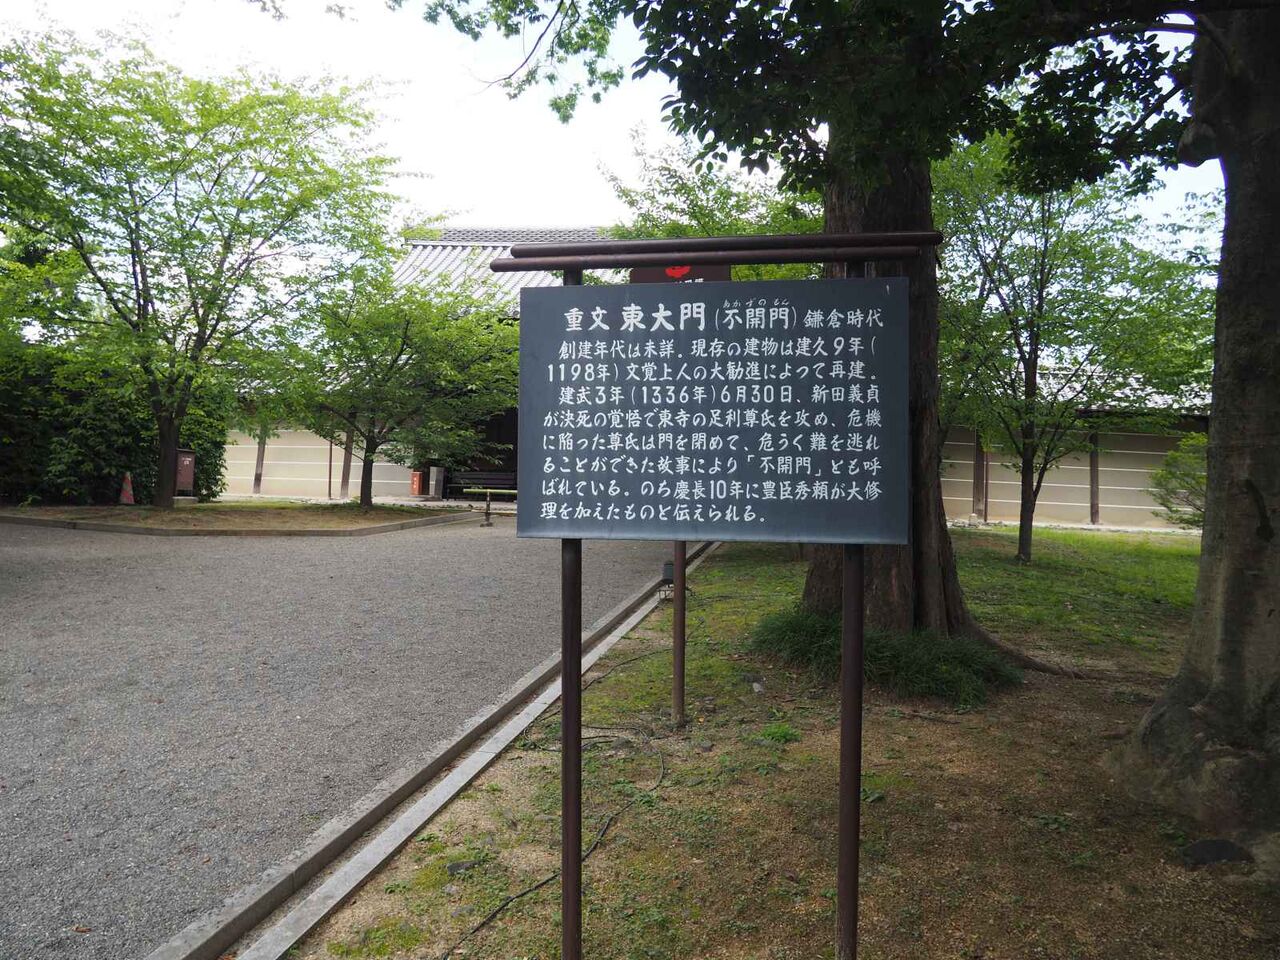 重文 東大門(不開門)鎌倉時代
あかずのもん
創建年代は未詳。現存の建物は建久9年(
1198年)文覚上人の大勧進によって再建。
建武3年(1336年)6月30日、新田義貞
が決死の覚悟で東寺の足利尊氏を攻め、危機
に陥った尊氏は門を閉めて、危うく難を逃れ
ることができた故事により「不開門」とも呼
ばれている。のち慶長10年に豊臣秀頼が大修
理を加えたものと伝えられる。